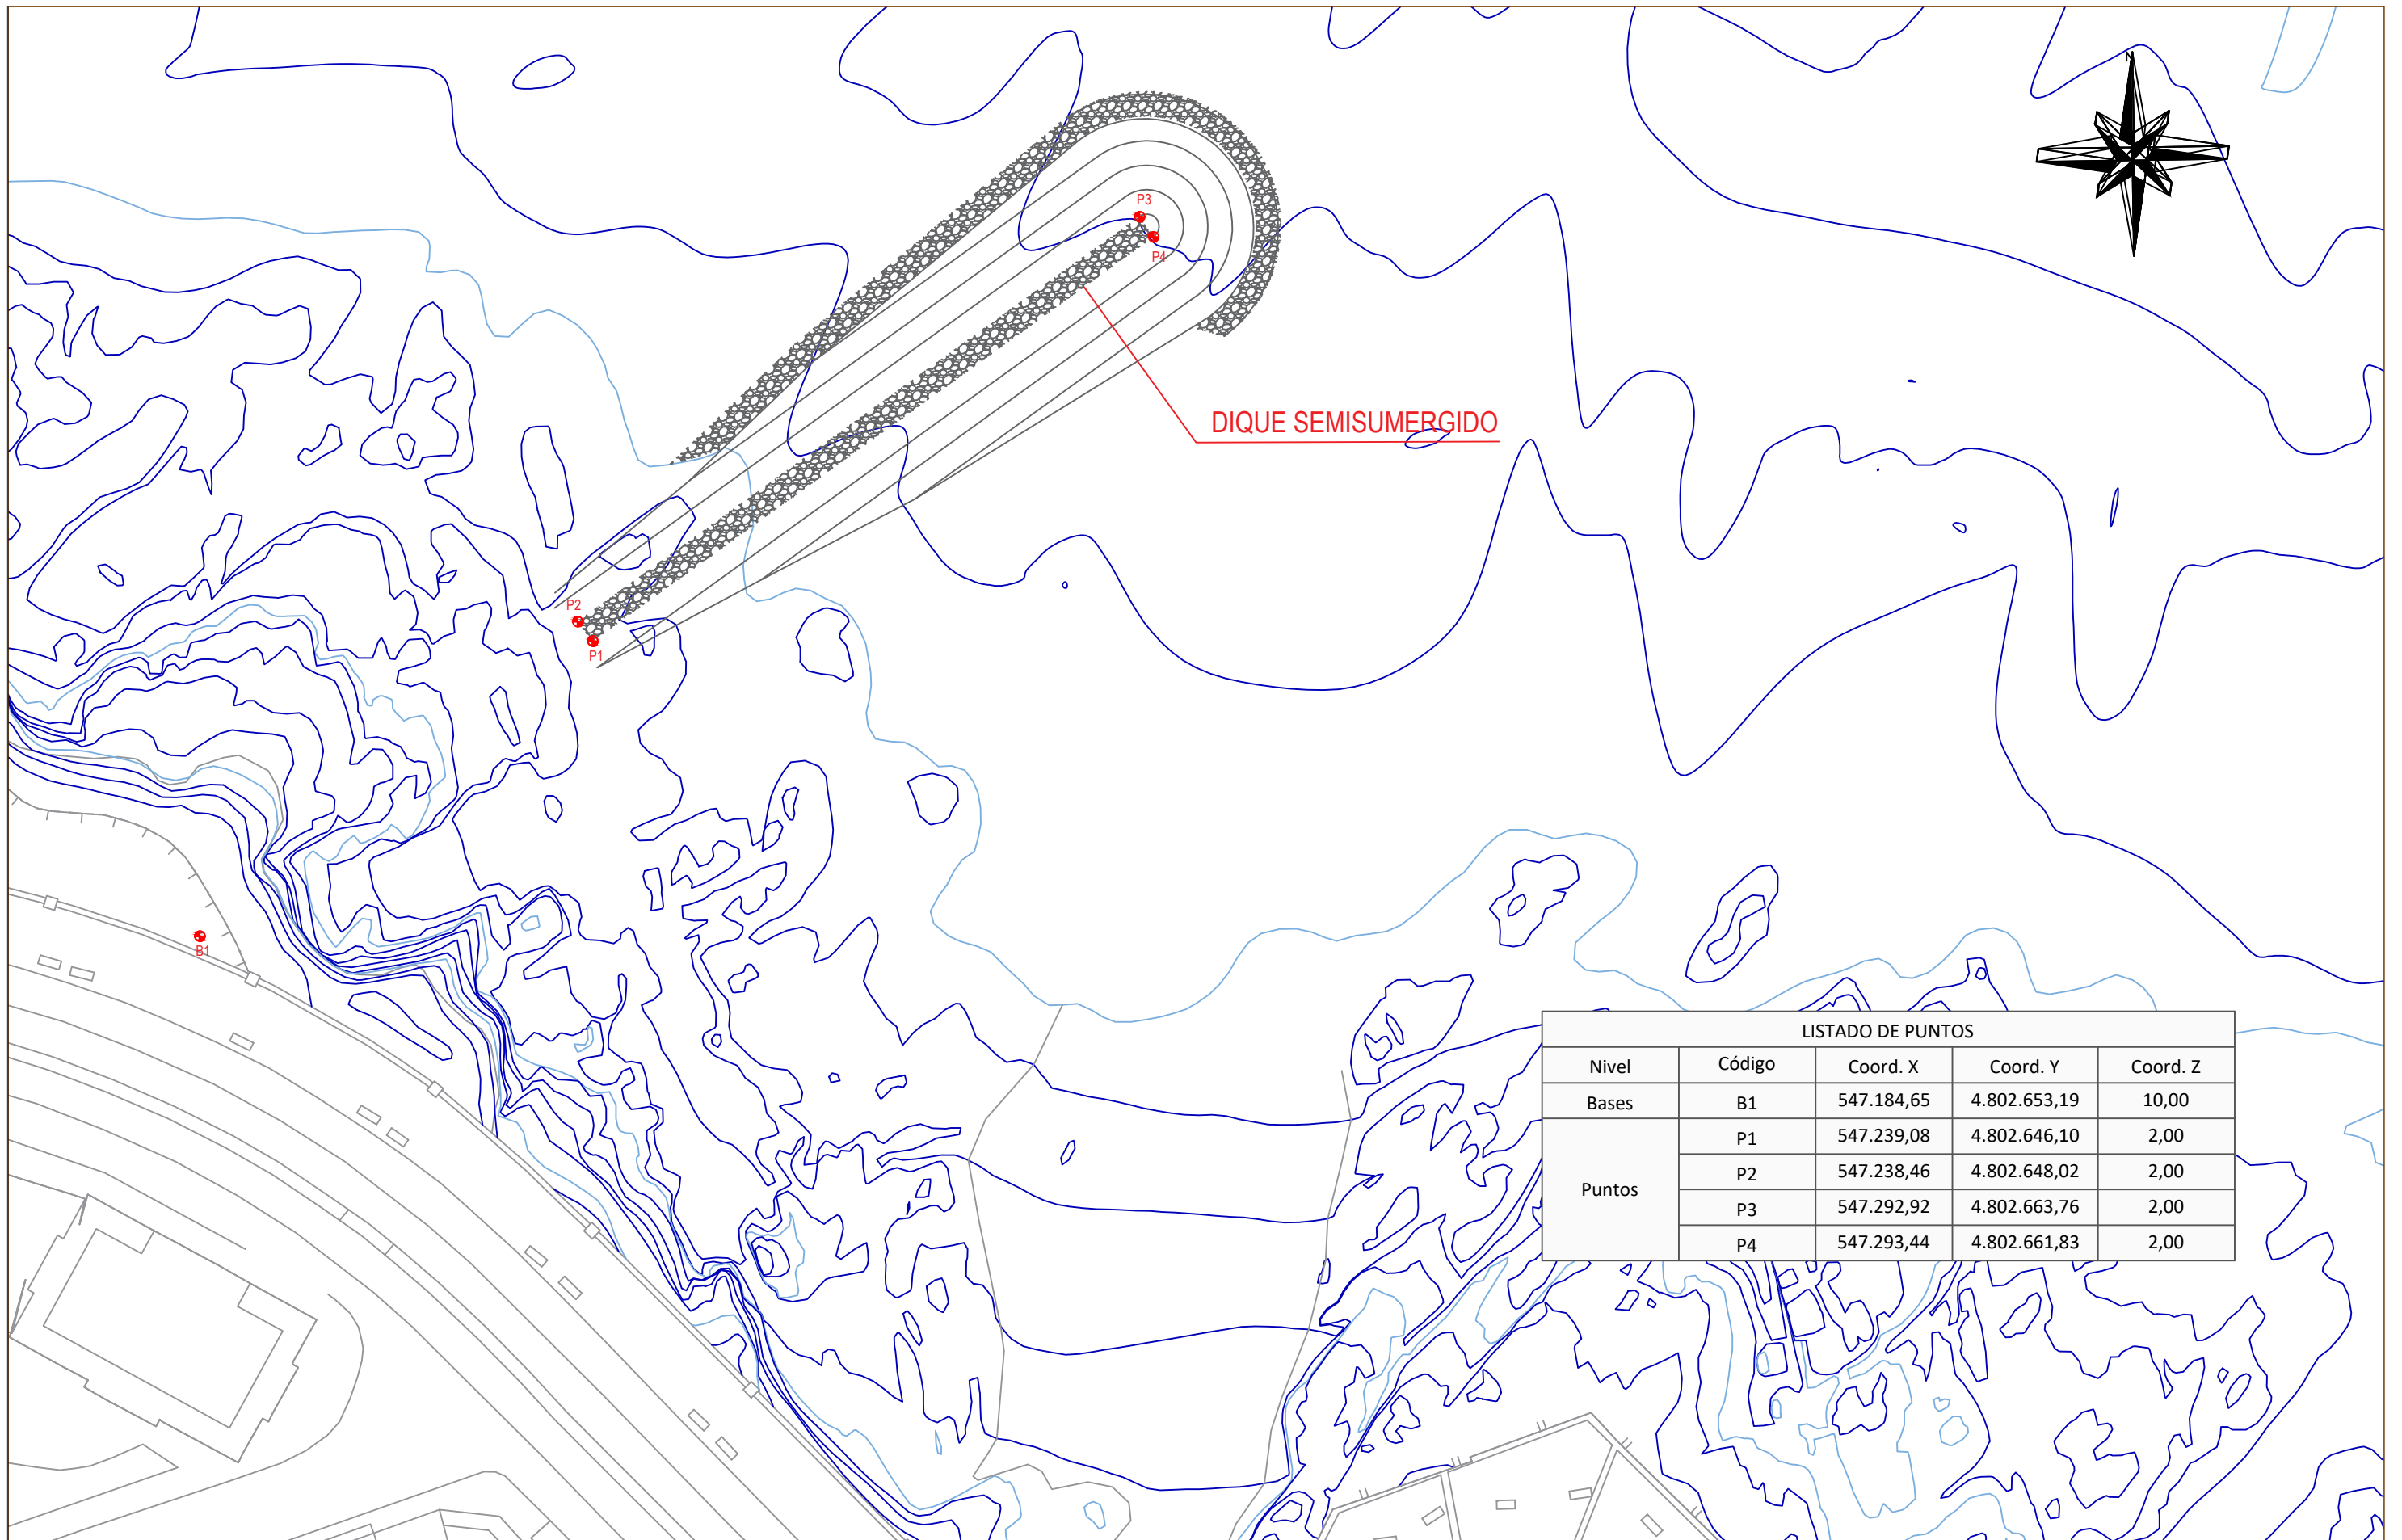 N
P3
P4
DIQUE SEMISUMERGIDO
P2
P1
B1
LISTADO DE PUNTOS
Nivel Código Coord. X Coord. Y Coord. Z
Bases B1 547.184,65 4.802.653,19 10,00
Puntos P1 547.239,08 4.802.646,10 2,00
P2 547.238,46 4.802.648,02 2,00
P3 547.292,92 4.802.663,76 2,00
P4 547.293,44 4.802.661,83 2,00